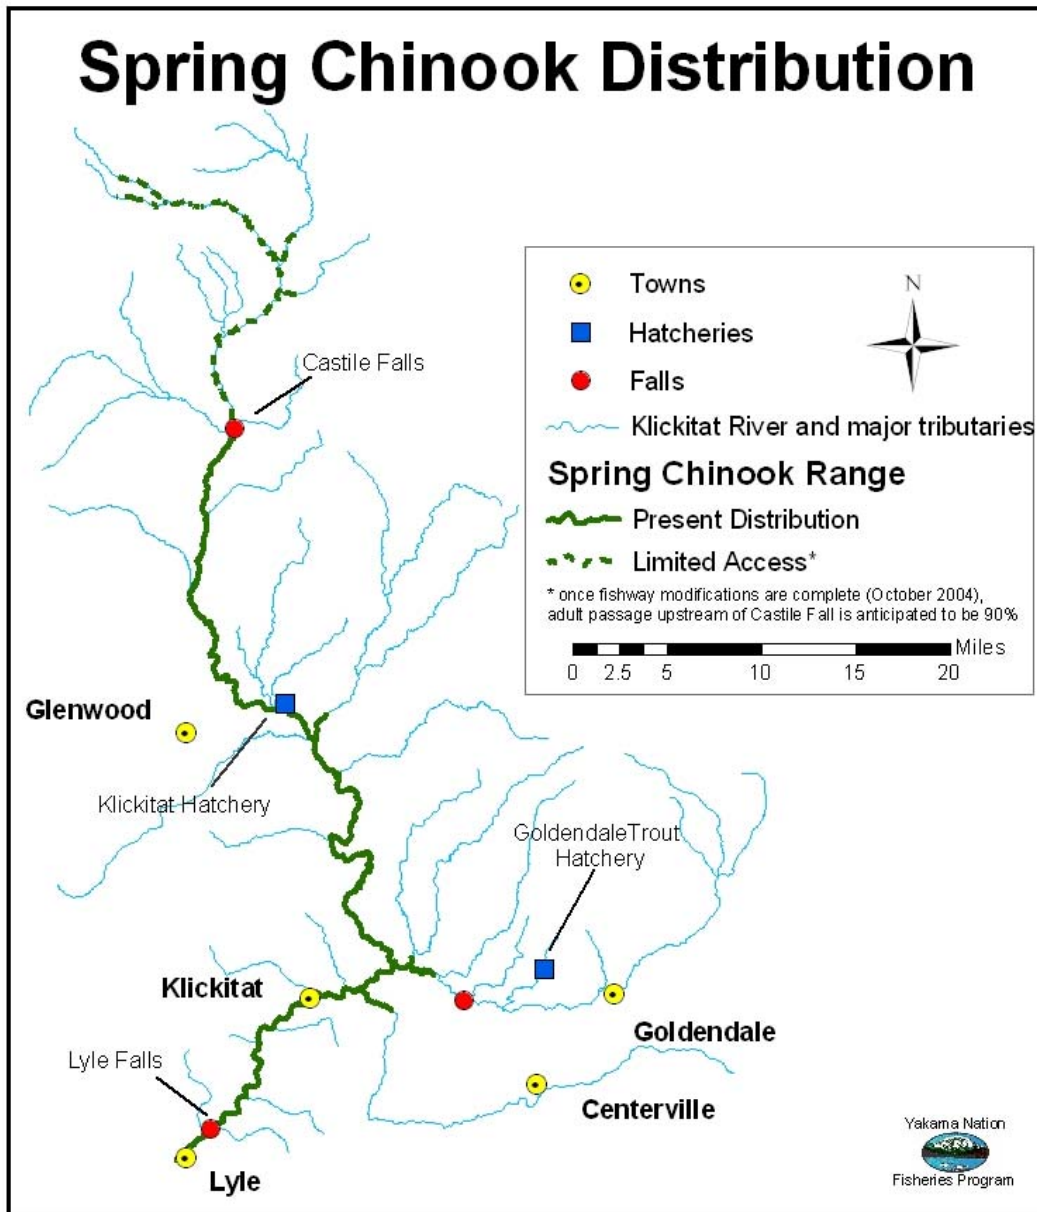 Spring Chinook Distribution
Towns
N
Hatcheries
Falls
Klickitat River and major tributaries
Spring Chinook Range
Present Distribution
Limited Access*
* once fishway modifications are complete (October 2004),
adult passage upstream of Castile Fall is anticipated to be 90%
Miles
0 2.5 5 10 15 20
Castile Falls
Glenwood
Klickitat Hatchery
GoldendaleTrout
Hatchery
Klickitat
Goldendale
Lyle Falls
Centerville
Lyle
Yakama Nation
Fisheries Program